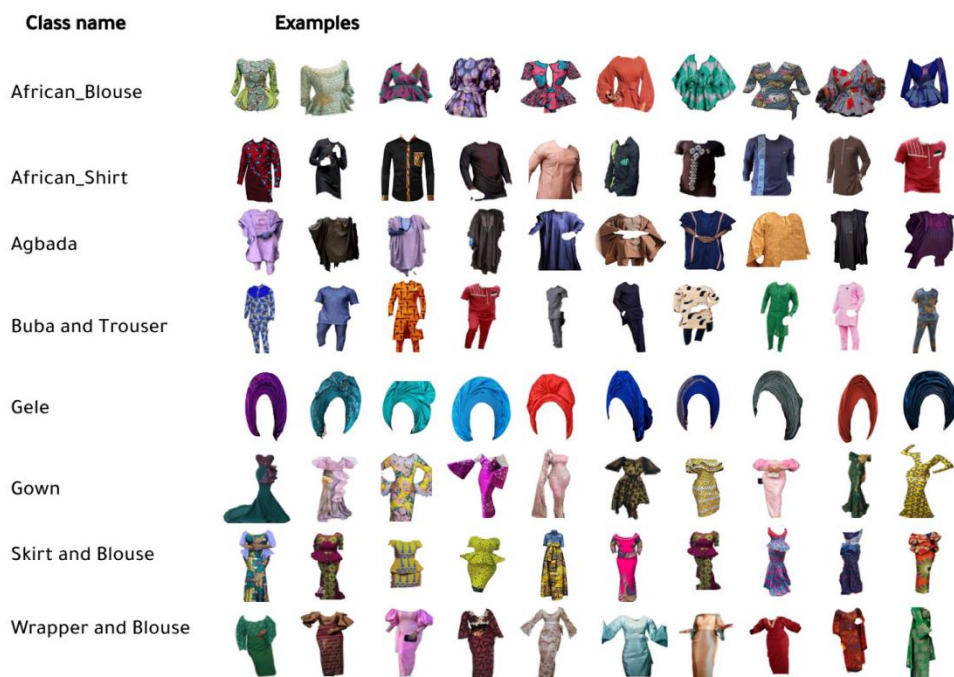 Class name
Examples
African_Blouse
African_Shirt
Agbada
Buba and Trouser
Gele
Gown
Skirt and Blouse
Wrapper and Blouse